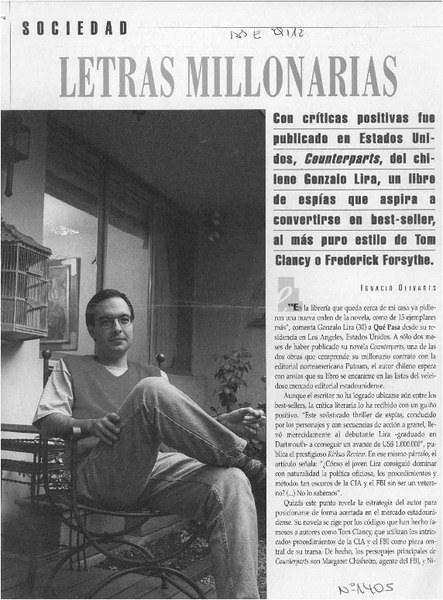 SOCIEDAD
LETRAS MILLONARIAS
Con críticas positivas fue
publicado en Estados Uni-
dos, Counterparts, del chi-
leno Gonzalo Lira, un libro
de espías que aspira a
convertirse en best-seller,
al más puro estilo de Tom
Clancy o Frederick Forsythe.
IGNACIO OLIVARES
"En la librería que queda cerca de mi casa ya pidie-
ron una nueva orden de la novela, como de 15 ejemplares
más", comenta Gonzalo Lira (30) a Qué Pasa desde su re-
sidencia en Los Angeles, Estados Unidos. A sólo dos me-
ses de haber publicado su novela Counterparts, una de las
dos obras que comprende su millonario contrato con la
editorial norteamericana Putnam, el autor chileno espera
con ansias que su libro se encarame en las listas del velei-
doso mercado editorial estadounidense.
Aunque el escritor no ha logrado ubicarse aún entre los
best-sellers, la crítica literaria lo ha recibido con un guiño
positivo. "Este sofisticado thriller de espías, conducido
por los personajes y con secuencias de acción a granel, lle-
vó merecidamente al debutante Lira -graduado en
Dartmouth- a conseguir un avance de US$ 1.000.000", pu-
blica el prestigioso Kirkus Review. En ese mismo párrafo, el
artículo señala: "¿Cómo el joven Lira consiguió dominar
con naturalidad la política oficiosa, los procedimientos y
métodos tan oscuros de la CIA y el FBI sin ser un vetera-
no? (...) No lo sabemos".
Quizás este punto revela la estrategia del autor para
posicionarse de forma acertada en el mercado estadouni-
dense. Su novela se rige por los códigos que han hecho fa-
mosos a autores como Tom Clancy, que utilizan los intrin-
cados procedimientos de la CIA y el FBI como pieza cen-
tral de su trama. De hecho, los personajes principales de
Counterparts son Margaret Chisholm, agente del FBI, y Ni-
Nº1405